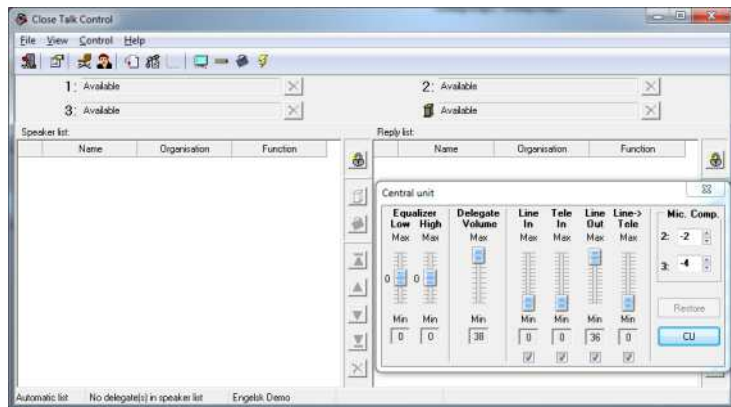 Close Talk Control
File View Control Help
1: Available 2: Available
3: Available Available
Speaker list: Reply list:
Name Organisation Function Name Organisation Function
Central unit
Equalizer Delegate Line Tele Line Line-> Mic. Comp.
Low High Volume In In Out Tele
Max Max Max Max Max Max Max 2: -2
0 0 3: -4
Restore
Min Min Min Min Min Min Min
0 0 38 0 0 36 0 CU
Automatic list No delegate(s) in speaker list Engelsk Demo